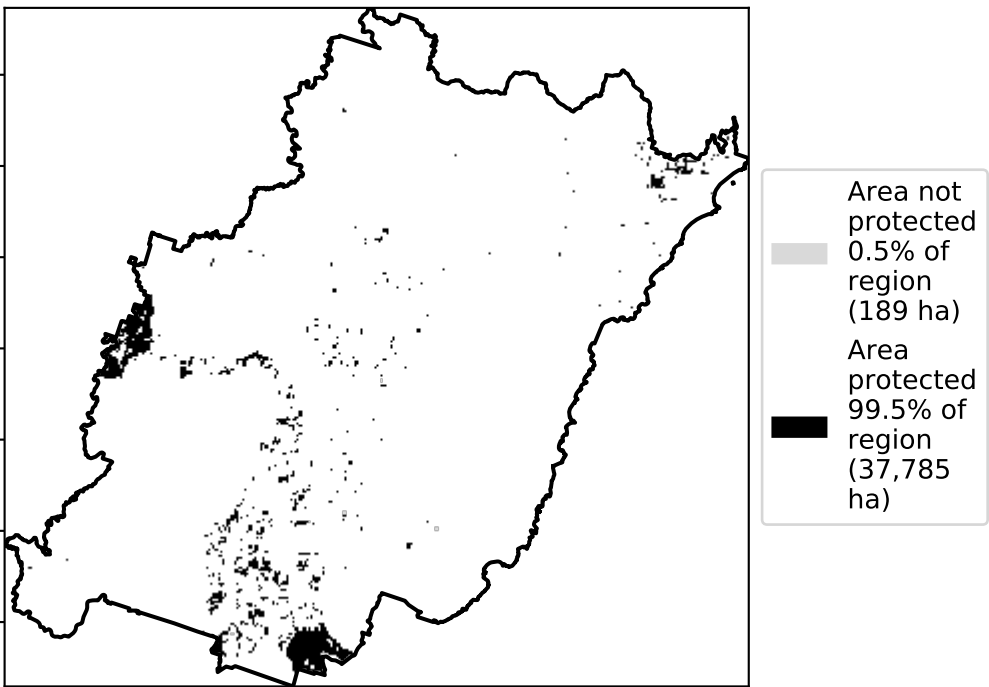 Area not
protected
0.5% of
region
(189 ha)
Area
protected
99.5% of
region
(37,785
ha)